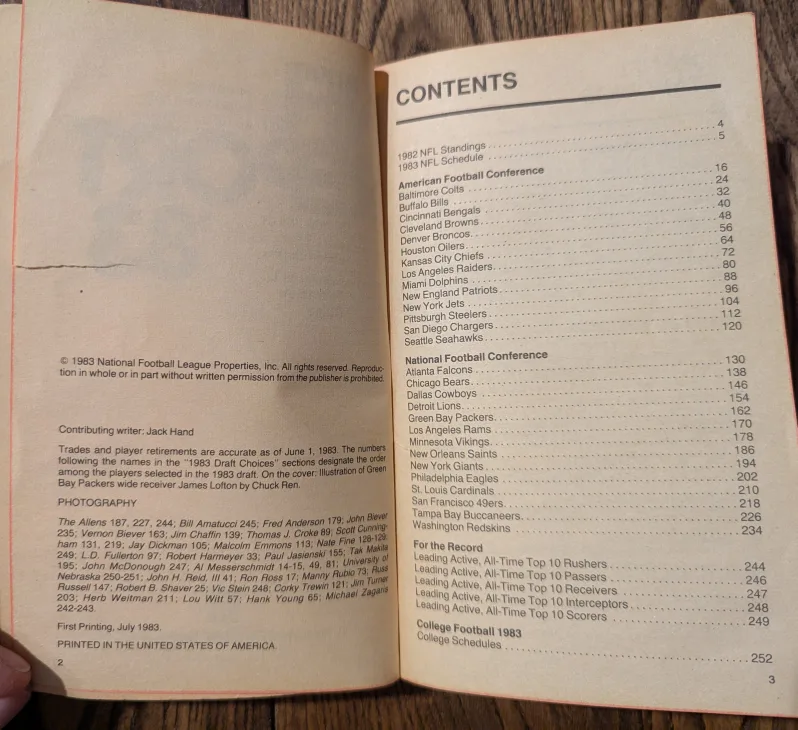 © 1983 National Football League Properties, Inc. All rights reserved. Reproduc-
tion in whole or in part without written permission from the publisher is prohibited.
Contributing writer: Jack Hand
Trades and player retirements are accurate as of June 1, 1983. The numbers
following the names in the "1983 Draft Choices" sections designate the order
among the players selected in the 1983 draft. On the cover: Illustration of Green
Bay Packers wide receiver James Lofton by Chuck Ren.
PHOTOGRAPHY
The Allens 187, 227, 244; Bill Amatucci 245; Fred Anderson 179; John Biever
235; Vernon Biever 163; Jim Chaffin 139; Thomas J. Croke 89; Scott Cunning-
ham 131, 219; Jay Dickman 105; Malcolm Emmons 113; Nate Fine 128-129,
249; L.D. Fullerton 97; Robert Harmeyer 33; Paul Jasienski 155; Tak Makita
195; John McDonough 247; Al Messerschmidt 14-15, 49, 81; University of
Nebraska 250-251; John H. Reid, III 41; Ron Ross 17; Manny Rubio 73; Russ
Russell 147; Robert B. Shaver 25; Vic Stein 248; Corky Trewin 121; Jim Turner
203; Herb Weitman 211; Lou Witt 57; Hank Young 65; Michael Zagaris
242-243.
First Printing, July 1983.
PRINTED IN THE UNITED STATES OF AMERICA.
2
CONTENTS
1982 NFL Standings 4
1983 NFL Schedule 5
American Football Conference
Baltimore Colts 16
Buffalo Bills 24
Cincinnati Bengals 32
Cleveland Browns 40
Denver Broncos 48
Houston Oilers 56
Kansas City Chiefs 64
Los Angeles Raiders 72
Miami Dolphins 80
New England Patriots 88
New York Jets 96
Pittsburgh Steelers 104
San Diego Chargers 112
Seattle Seahawks 120
National Football Conference
Atlanta Falcons 130
Chicago Bears 138
Dallas Cowboys 146
Detroit Lions 154
Green Bay Packers 162
Los Angeles Rams 170
Minnesota Vikings 178
New Orleans Saints 186
New York Giants 194
Philadelphia Eagles 202
St. Louis Cardinals 210
San Francisco 49ers 218
Tampa Bay Buccaneers 226
Washington Redskins 234
For the Record
Leading Active, All-Time Top 10 Rushers 244
Leading Active, All-Time Top 10 Passers 246
Leading Active, All-Time Top 10 Receivers 247
Leading Active, All-Time Top 10 Interceptors 248
Leading Active, All-Time Top 10 Scorers 249
College Football 1983
College Schedules 252
3